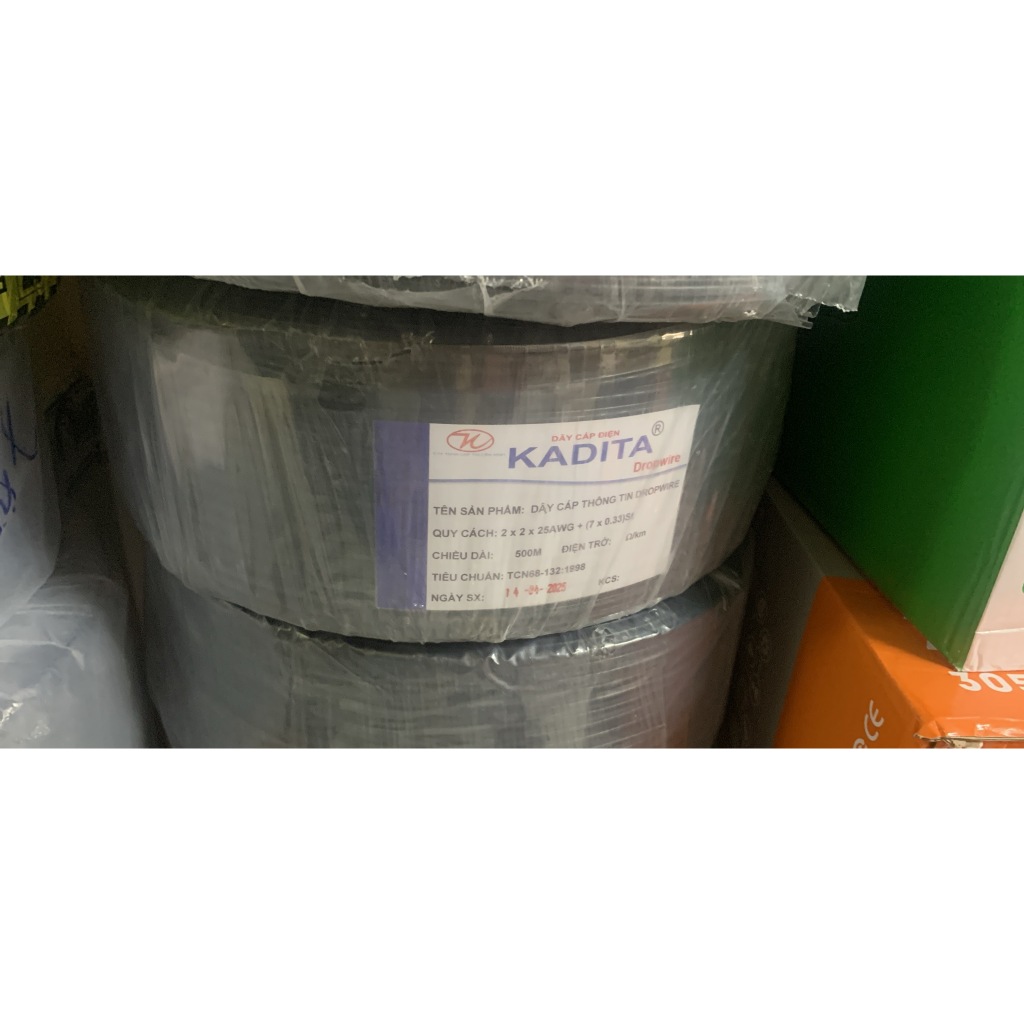 DÂY CÁP ĐIỆN
KADITA®
Dropwire
TÊN SẢN PHẨM: DÂY CÁP THÔNG TIN DROPWIRE
QUY CÁCH: 2 x 2 x 25AWG + (7 x 0.33)St
CHIỀU DÀI: 500M ĐIỆN TRỞ: Ω/km
TIÊU CHUẨN: TCN68-132:1998
NGÀY SX: 14 -06- 2025 KCS:
305
CE